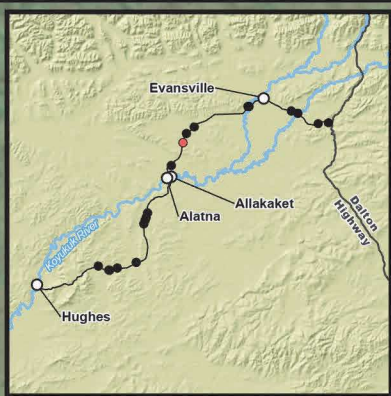 Evansville
Allakaket
Alatna
Dalton
Highway
Koyukuk River
Hughes